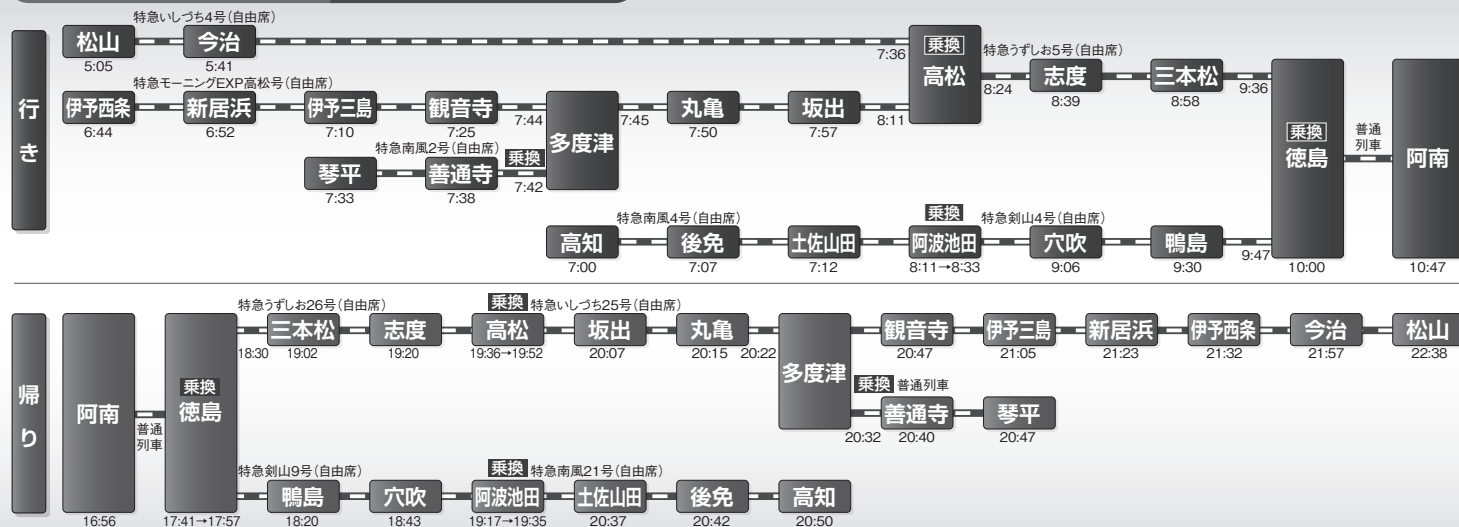 特急いしづち4号(自由席)
松山 今治 7:36 乗換 高松 特急うずしお5号(自由席)
5:05 5:41
特急モーニングEXP高松号(自由席)
8:24 志度 三本松 9:36
8:39 8:58
行き
伊予西条 新居浜 伊予三島 観音寺 7:44 多度津 7:45 丸亀 坂出 8:11
6:44 6:52 7:10 7:25 7:50 7:57
特急南風2号(自由席) 乗換
琴平 善通寺 7:42
7:33 7:38
乗換 徳島 普通列車 阿南
特急南風4号(自由席) 乗換 特急剣山4号(自由席)
高知 後免 土佐山田 阿波池田 穴吹 鴨島 9:47
7:00 7:07 7:12 8:11→8:33 9:06 9:30 10:00 10:47
特急うずしお26号(自由席) 乗換 特急いしづち25号(自由席)
三本松 志度 高松 坂出 丸亀 多度津 観音寺 伊予三島 新居浜 伊予西条 今治 松山
18:30 19:02 19:20 19:36→19:52 20:07 20:15 20:22 20:47 21:05 21:23 21:32 21:57 22:38
帰り
阿南 普通列車 乗換 徳島
乗換 普通列車
善通寺 琴平
20:32 20:40 20:47
特急剣山9号(自由席) 乗換 特急南風21号(自由席)
鴨島 穴吹 阿波池田 土佐山田 後免 高知
16:56 17:41→17:57 18:20 18:43 19:17→19:35 20:37 20:42 20:50